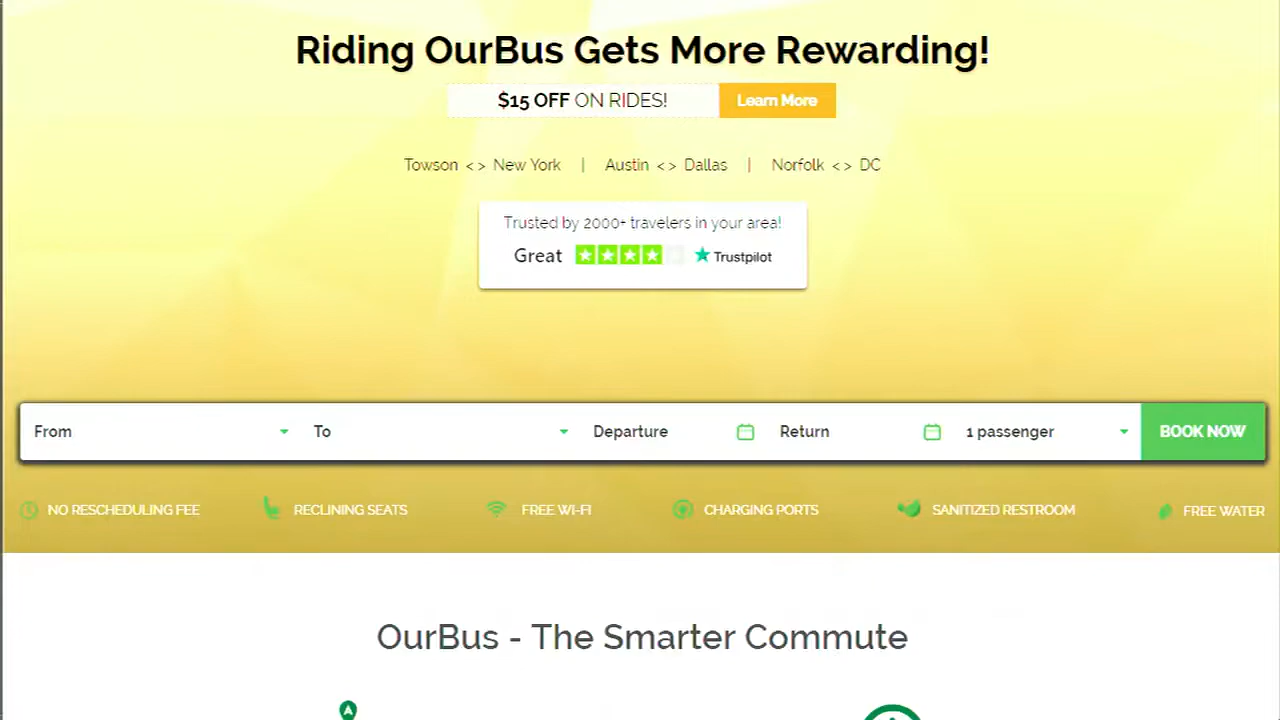 Riding OurBus Gets More Rewarding!
$15 OFF ON RIDES! Learn More
Towson <> New York | Austin <> Dallas | Norfolk <> DC
Trusted by 2000+ travelers in your area!
Great Trustpilot
From To Departure Return 1 passenger BOOK NOW
NO RESCHEDULING FEE RECLINING SEATS FREE WI-FI CHARGING PORTS SANITIZED RESTROOM FREE WATER
OurBus - The Smarter Commute
A